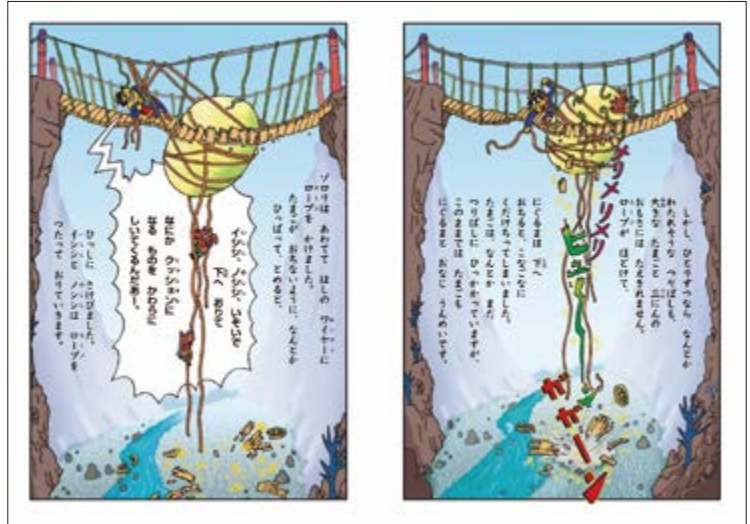 しかし、ひとりずつなら なんとか
わたれそうな つりばしも、
大きな たまごと 三にんの
おもさには たえきれません。
ロープが ほどけて、
メリメリメリ
にぐるまは 下へ
おちると、こなごなに
くだけちってしまいました。
たまごは、なんとか まだ
つりばしに ひっかかっていますが、
このままでは たまごも
にぐるまと おなじ うんめいです。
ガガーン
ゾロリは あわてて はしの ワイヤーに
ロープを かけました。
たまごが おちないように、なんとか
ひっぱって、とめると、
イシシ、ノシシ、いそいで
下へ おりて
なにか クッションに
なる ものを かわらに
しいてくるんだあー。
ひっしに さけびました。
イシシと ノシシは ロープを
つたって おりていきます。